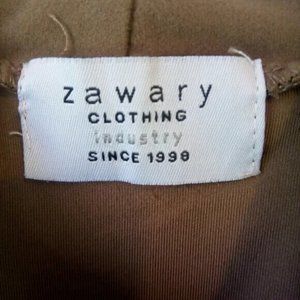 zawary
CLOTHING
industry
SINCE 1998